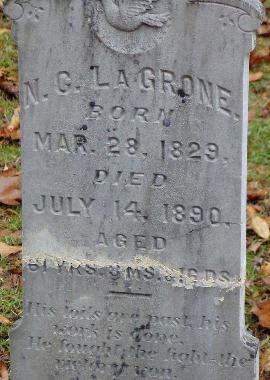 N. C. LAGRONE.
BORN
MAR. 28, 1829,
DIED
JULY 14, 1890.
AGED
61 YRS. 3 MS. 16 DS.
His toils are past, his
work is done.
He fought the fight–the
victory won.